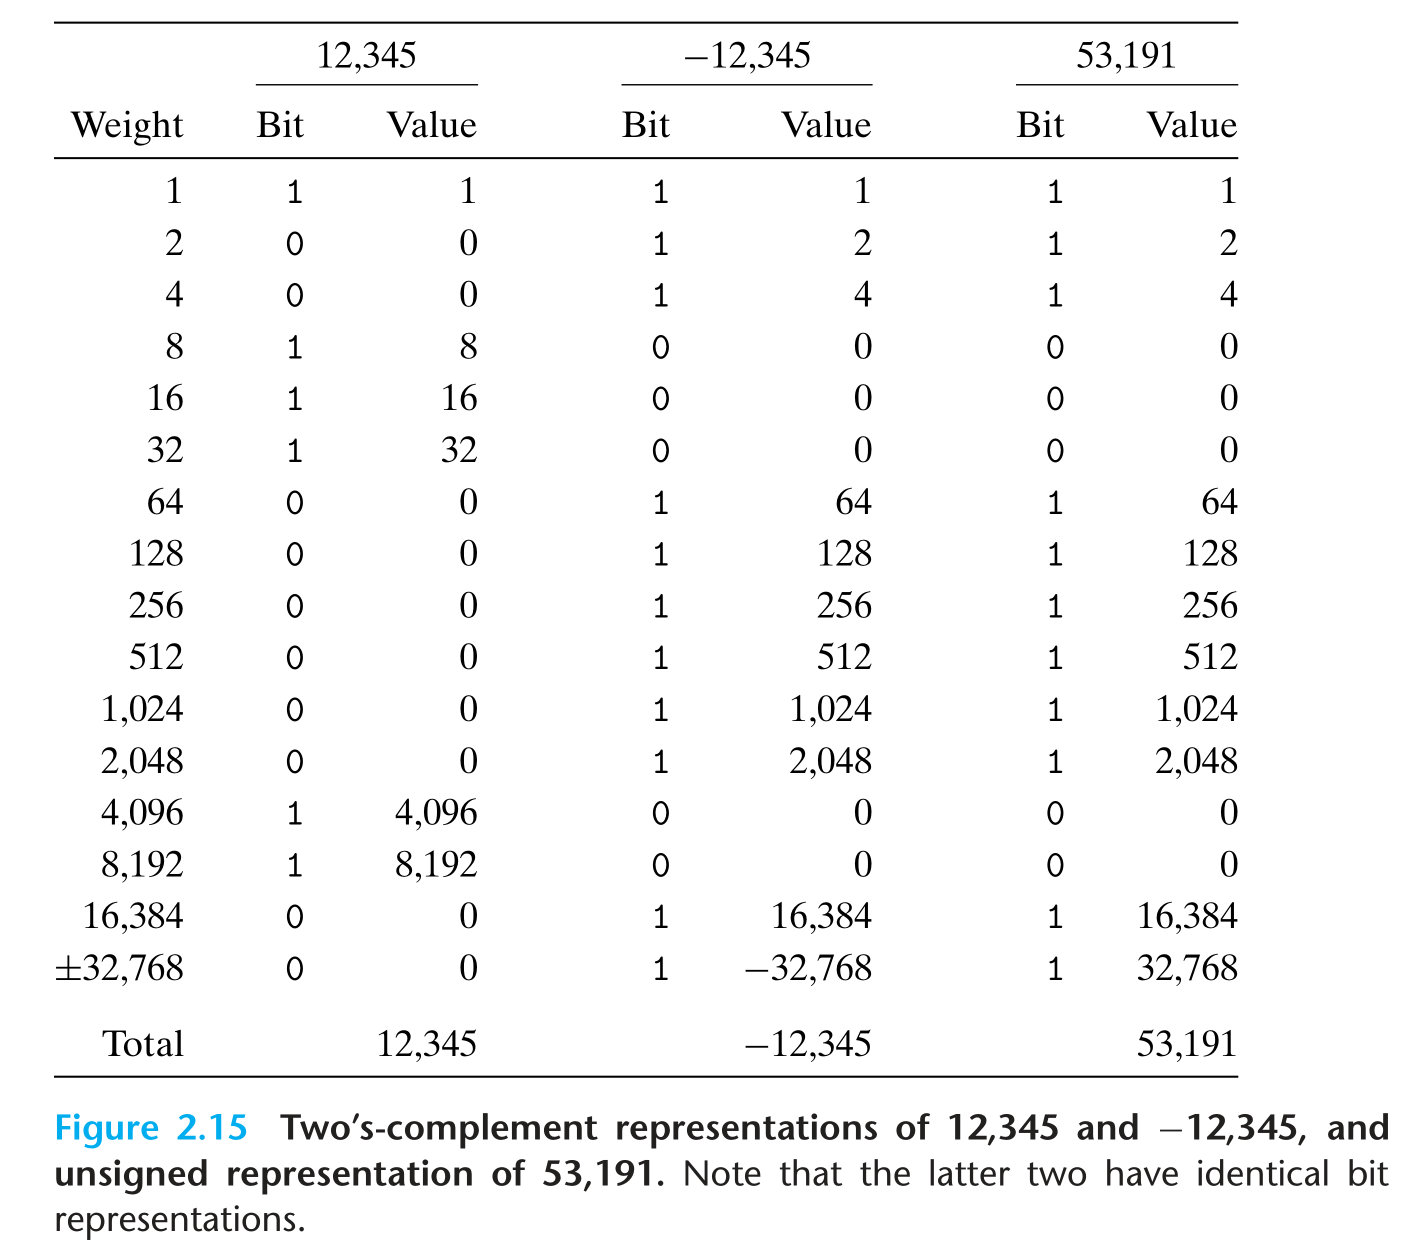 12,345 −12,345 53,191
Weight Bit Value Bit Value Bit Value
1 1 1 1 1 1 1
2 0 0 1 2 1 2
4 0 0 1 4 1 4
8 1 8 0 0 0 0
16 1 16 0 0 0 0
32 1 32 0 0 0 0
64 0 0 1 64 1 64
128 0 0 1 128 1 128
256 0 0 1 256 1 256
512 0 0 1 512 1 512
1,024 0 0 1 1,024 1 1,024
2,048 0 0 1 2,048 1 2,048
4,096 1 4,096 0 0 0 0
8,192 1 8,192 0 0 0 0
16,384 0 0 1 16,384 1 16,384
±32,768 0 0 1 −32,768 1 32,768
Total 12,345 −12,345 53,191
Figure 2.15 Two’s-complement representations of 12,345 and −12,345, and
unsigned representation of 53,191. Note that the latter two have identical bit
representations.